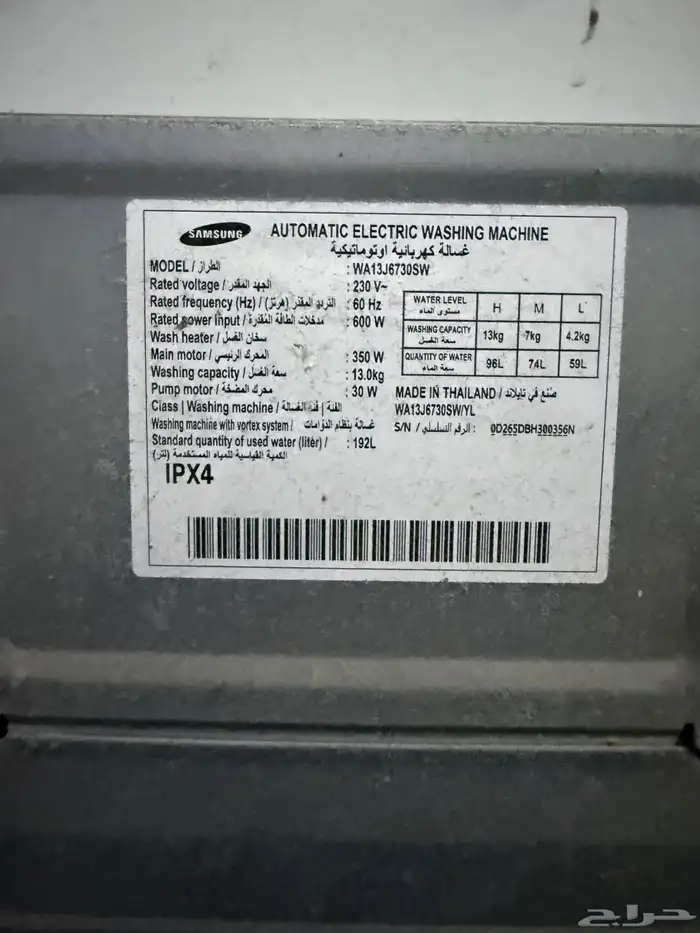 SAMSUNG AUTOMATIC ELECTRIC WASHING MACHINE
غسالة كهربائية اوتوماتيكية
MODEL / الطراز : WA13J6730SW
Rated voltage / الجهد المقدر : 230 V~
Rated frequency (Hz) / التردد المقدر (هرتز) : 60 Hz
Rated power input / مدخلات الطاقة المقدرة : 600 W
Wash heater / سخان الغسل
Main motor / المحرك الرئيسي : 350 W
Washing capacity / سعة الغسل : 13.0kg
Pump motor / محرك المضخة : 30 W
Class | Washing machine / الفئة | فئة الغسالة
Washing machine with vortex system / غسالة بنظام الدوامات
Standard quantity of used water (liter) / : 192L
الكمية القياسية للمياه المستخدمة (لتر)
IPX4
WATER LEVEL مستوى الماء H M L
WASHING CAPACITY سعة الغسل 13kg 7kg 4.2kg
QUANTITY OF WATER سعة الماء 96L 74L 59L
MADE IN THAILAND / صنع في تايلاند
WA13J6730SW/YL
S/N / الرقم التسلسلي : 0D265DBH300356N
حراج